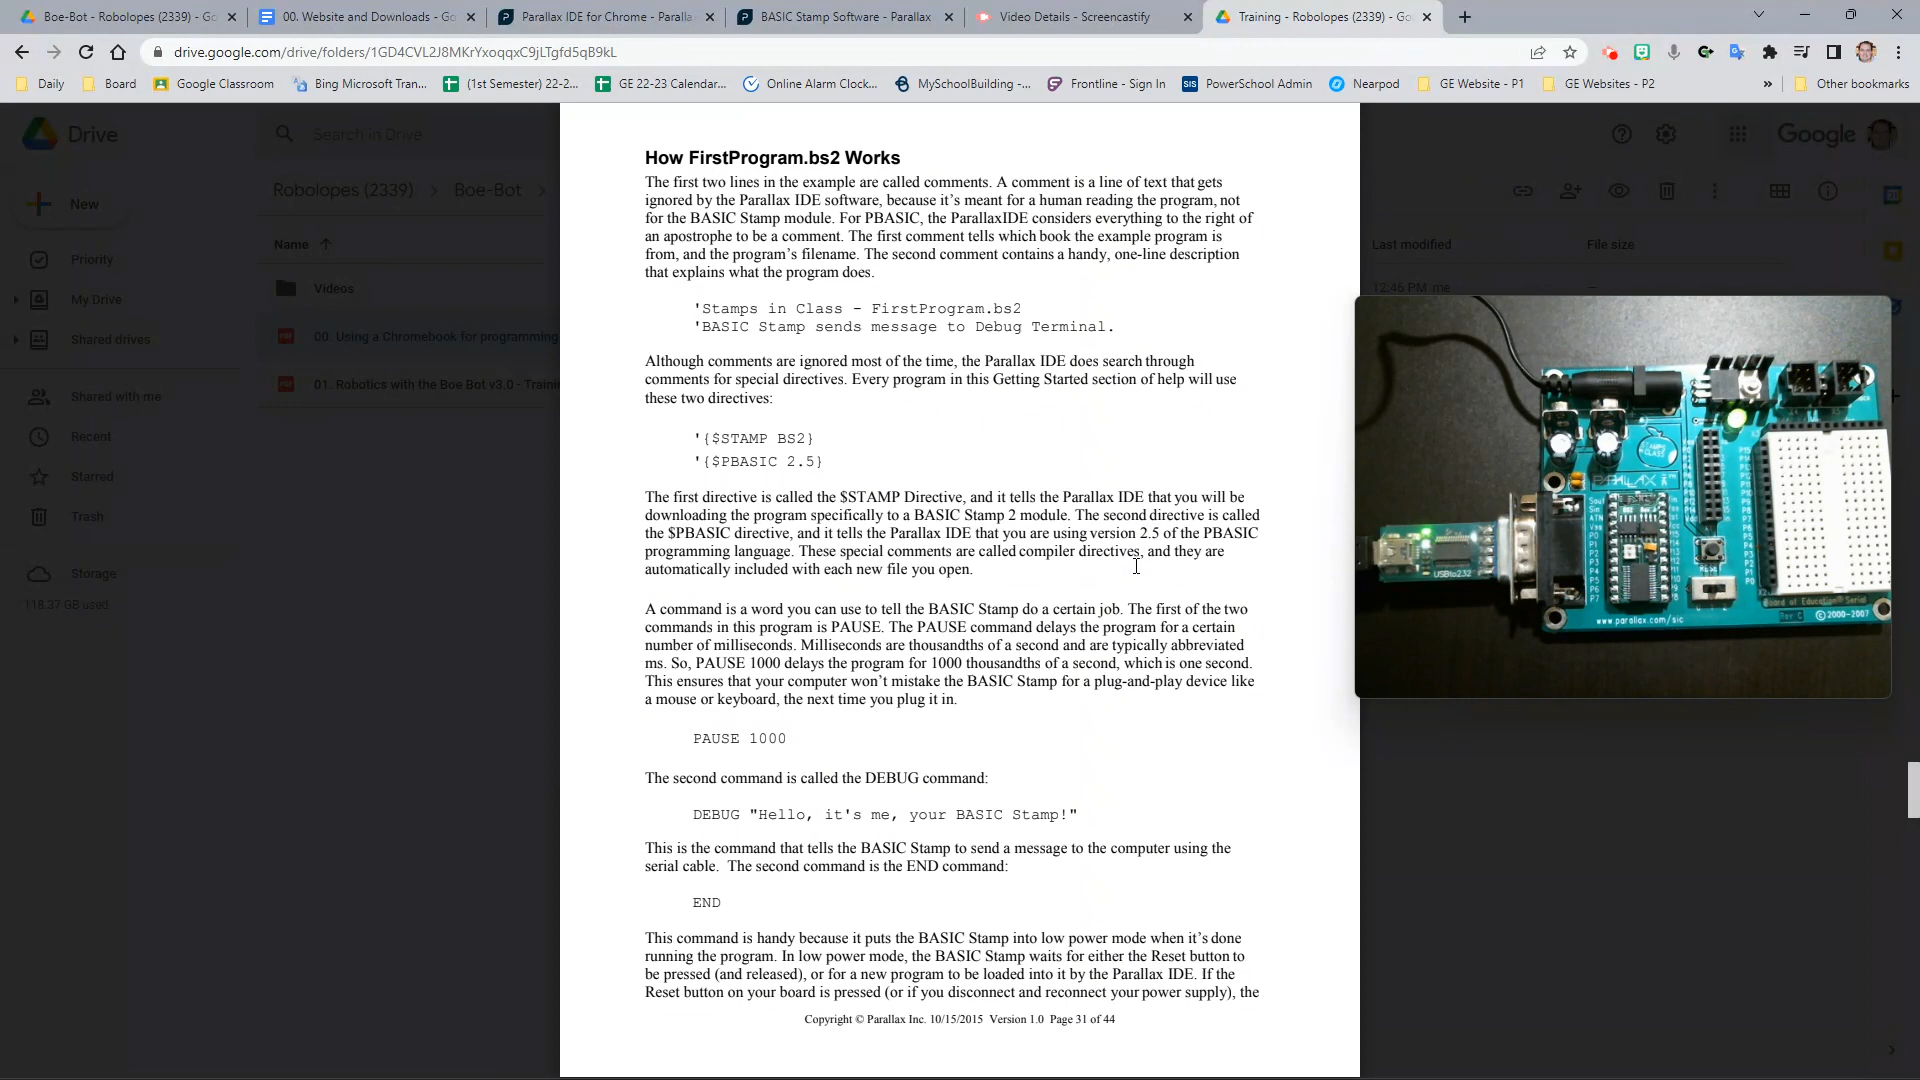 Boe-Bot - Robolopes (2339) - Go
00. Website and Downloads - Go
Parallax IDE for Chrome - Paralla
BASIC Stamp Software - Parallax
Video Details - Screencastify
Training - Robolopes (2339) - Go
drive.google.com/drive/folders/1GD4CVL2J8MKrYxoqqxC9jLTgfd5qB9kL
Daily
Board
Google Classroom
Bing Microsoft Tran...
(1st Semester) 22-2...
GE 22-23 Calendar...
Online Alarm Clock...
MySchoolBuilding -...
Frontline - Sign In
SIS PowerSchool Admin
Nearpod
GE Website - P1
GE Websites - P2
»
Other bookmarks
Drive
Search in Drive
Google
New
Robolopes (2339) > Boe-Bot >
Name
Last modified
File size
Priority
My Drive
Shared drives
Shared with me
Recent
Starred
Trash
Storage
118.37 GB used
Videos
12:45 PM me
00. Using a Chromebook for programming
01. Robotics with the Boe Bot v3.0 - Traini
How FirstProgram.bs2 Works
The first two lines in the example are called comments. A comment is a line of text that gets
ignored by the Parallax IDE software, because it's meant for a human reading the program, not
for the BASIC Stamp module. For PBASIC, the ParallaxIDE considers everything to the right of
an apostrophe to be a comment. The first comment tells which book the example program is
from, and the program's filename. The second comment contains a handy, one-line description
that explains what the program does.
'Stamps in Class - FirstProgram.bs2
'BASIC Stamp sends message to Debug Terminal.
Although comments are ignored most of the time, the Parallax IDE does search through
comments for special directives. Every program in this Getting Started section of help will use
these two directives:
'{$STAMP BS2}
'{$PBASIC 2.5}
The first directive is called the $STAMP Directive, and it tells the Parallax IDE that you will be
downloading the program specifically to a BASIC Stamp 2 module. The second directive is called
the $PBASIC directive, and it tells the Parallax IDE that you are using version 2.5 of the PBASIC
programming language. These special comments are called compiler directives, and they are
automatically included with each new file you open.
A command is a word you can use to tell the BASIC Stamp do a certain job. The first of the two
commands in this program is PAUSE. The PAUSE command delays the program for a certain
number of milliseconds. Milliseconds are thousandths of a second and are typically abbreviated
ms. So, PAUSE 1000 delays the program for 1000 thousandths of a second, which is one second.
This ensures that your computer won't mistake the BASIC Stamp for a plug-and-play device like
a mouse or keyboard, the next time you plug it in.
PAUSE 1000
The second command is called the DEBUG command:
DEBUG "Hello, it's me, your BASIC Stamp!"
This is the command that tells the BASIC Stamp to send a message to the computer using the
serial cable. The second command is the END command:
END
This command is handy because it puts the BASIC Stamp into low power mode when it's done
running the program. In low power mode, the BASIC Stamp waits for either the Reset button to
be pressed (and released), or for a new program to be loaded into it by the Parallax IDE. If the
Reset button on your board is pressed (or if you disconnect and reconnect your power supply), the
Copyright © Parallax Inc. 10/15/2015 Version 1.0 Page 31 of 44
STAMPS
CLASS
PARALLAX
USBto232
RESET
Board of Education® Serial
www.parallax.com/sic
Rev C © 2000-2007